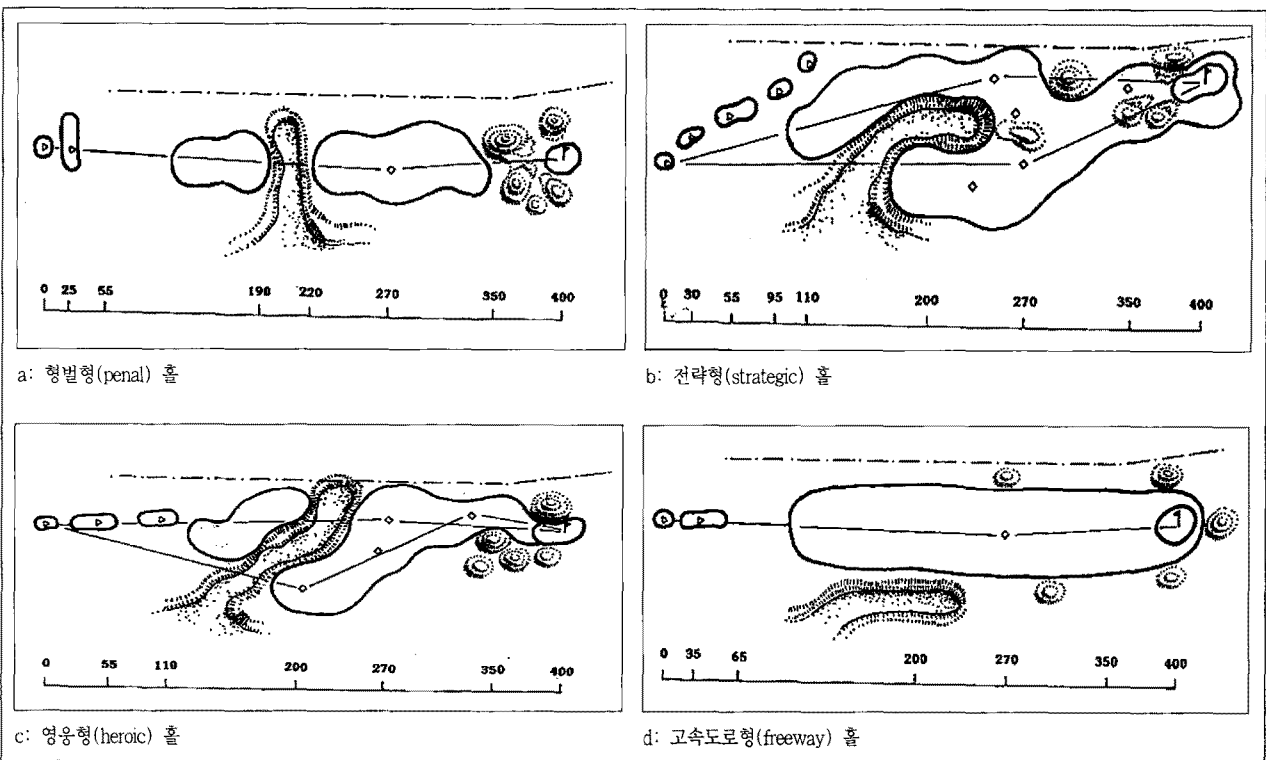 0 25 55 190 220 270 350 400
a: 형벌형(penal) 홀
0 30 55 95 110 200 270 350 400
b: 전략형(strategic) 홀
0 55 110 200 270 350 400
c: 영웅형(heroic) 홀
0 35 65 200 270 350 400
d: 고속도로형(freeway) 홀